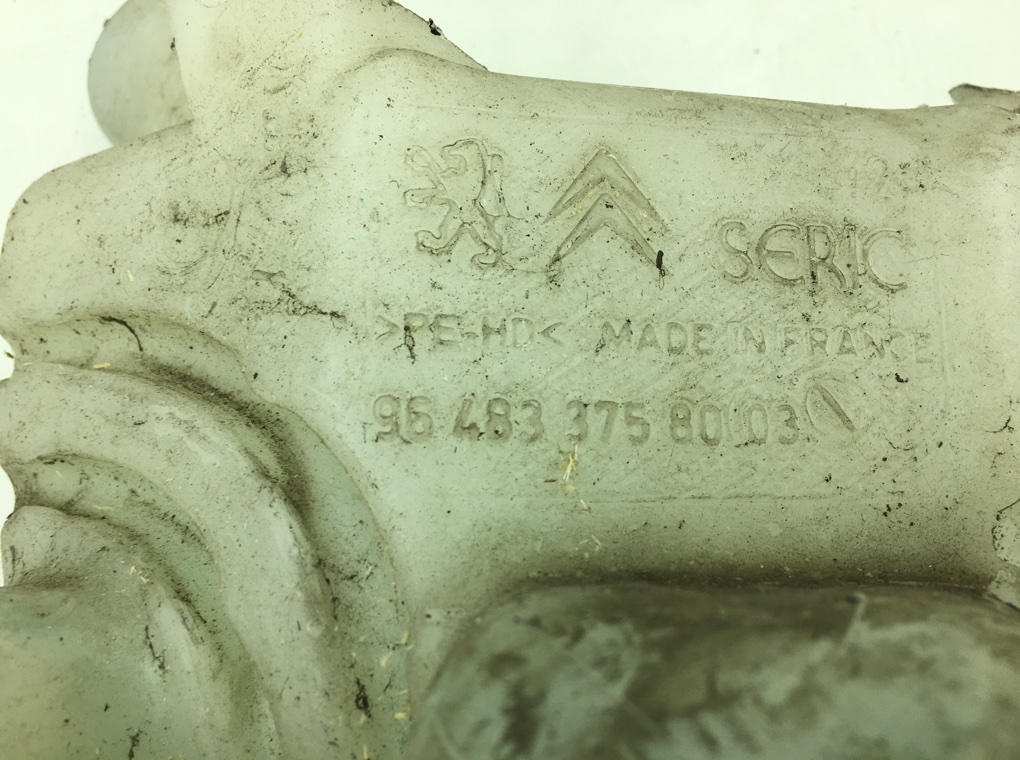 SERIC
>PE-HD< MADE IN FRANCE
96 483 375 80 03